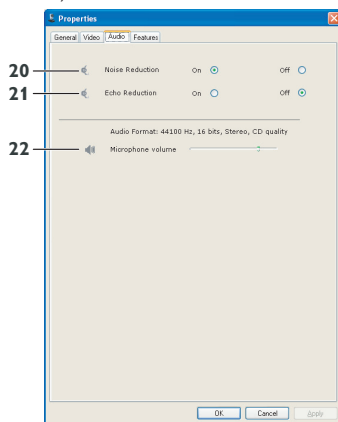 Properties
General Video Audio Features
20 Noise Reduction On Off
21 Echo Reduction On Off
Audio Format: 44100 Hz, 16 bits, Stereo, CD quality
22 Microphone volume
OK Cancel Apply